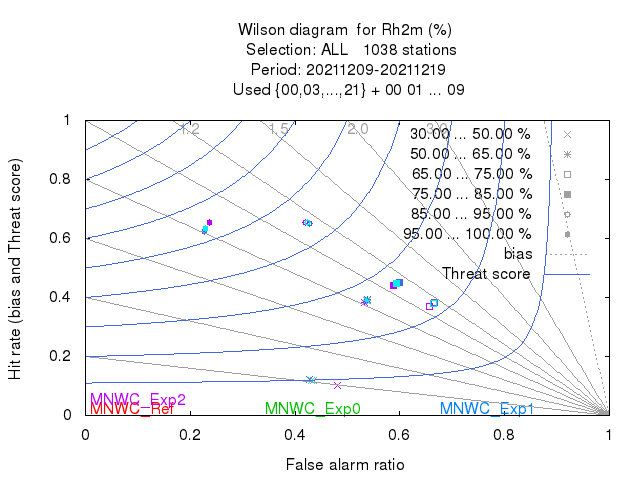 Wilson diagram for Rh2m (%)
Selection: ALL 1038 stations
Period: 20211209-20211219
Used {00,03,...,21} + 00 01 ... 09
1.2 1.5 2.0 3.0
30.00 ... 50.00 %
50.00 ... 65.00 %
65.00 ... 75.00 %
75.00 ... 85.00 %
85.00 ... 95.00 %
95.00 ... 100.00 %
bias
Threat score
1
0.8
0.6
0.4
0.2
0
Hit rate (bias and Threat score)
MNWC_Exp2
MNWC_Ref MNWC_Exp0 MNWC_Exp1
0 0.2 0.4 0.6 0.8 1
False alarm ratio